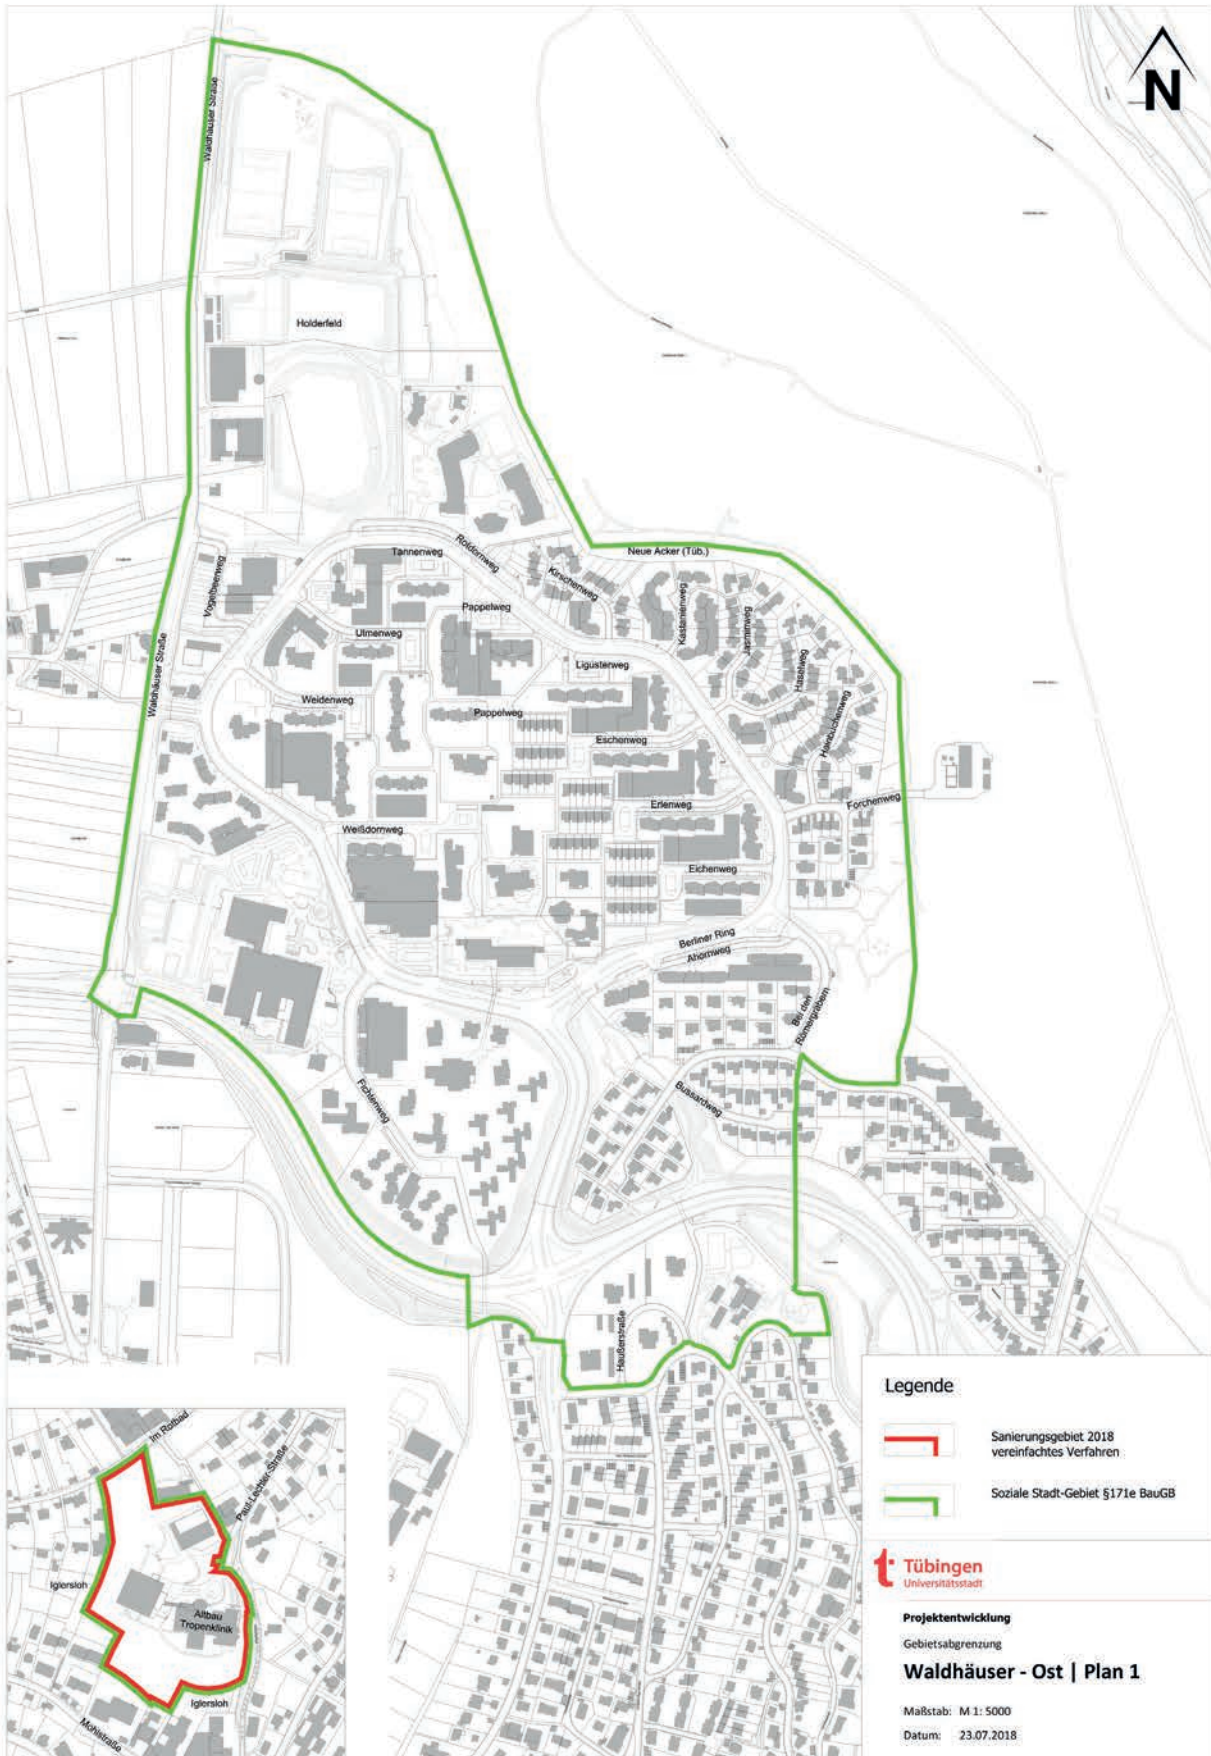 N
Waldhäuser Straße
Holderfeld
Neue Äcker (Tüb.)
Rotdornweg
Tannenweg
Kirschenweg
Vogelbeerweg
Kastanienweg
Pappelweg
Jasminweg
Ulmenweg
Haselweg
Ligusterweg
Waldhäuser Straße
Weidenweg
Pappelweg
Hainbuchenweg
Eschenweg
Forchenweg
Erlenweg
Weißdornweg
Eichenweg
Berliner Ring
Ahornweg
Bei den
Römergräbern
Bussardweg
Fichtenweg
Haußerstraße
Im Rotbad
Paul-Lechler-Straße
Iglersloh
Altbau
Tropenklinik
Iglersloh
Mohlstraße
Legende
Sanierungsgebiet 2018
vereinfachtes Verfahren
Soziale Stadt-Gebiet §171e BauGB
Tübingen
Universitätsstadt
Projektentwicklung
Gebietsabgrenzung
Waldhäuser - Ost | Plan 1
Maßstab: M 1: 5000
Datum: 23.07.2018